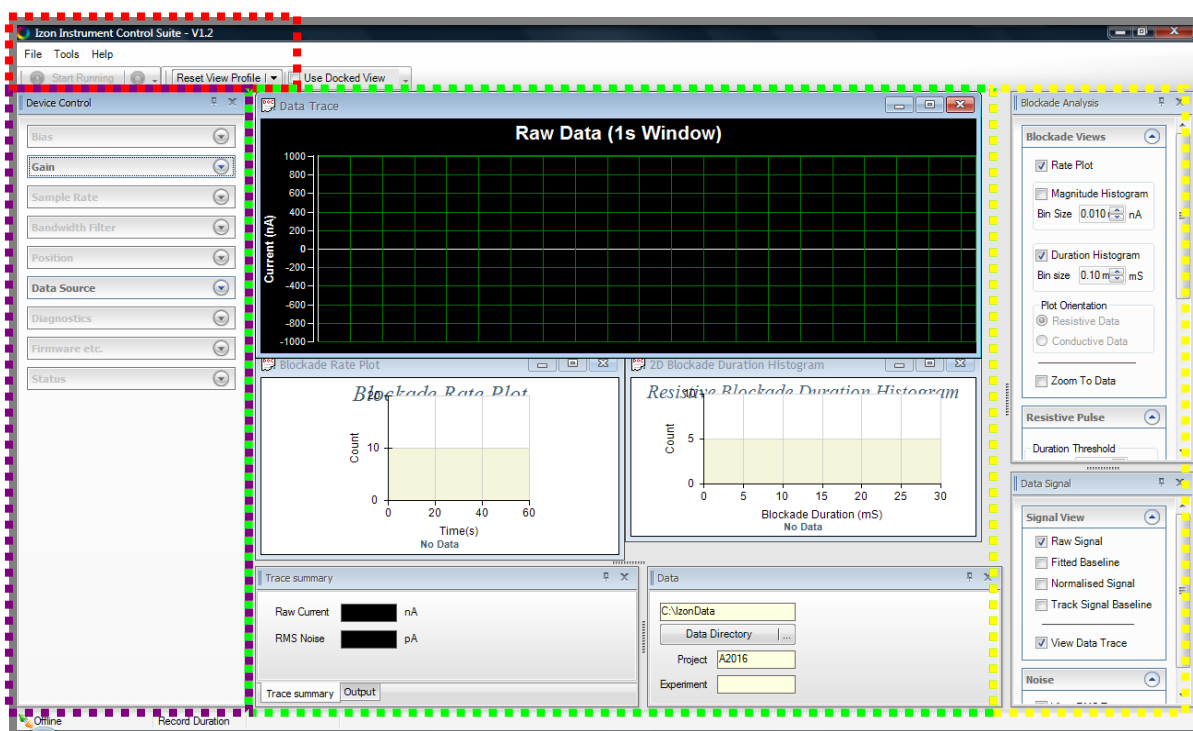 Izon Instrument Control Suite - V1.2
File Tools Help
Start Running Reset View Profile Use Docked View
Device Control
Bias
Gain
Sample Rate
Bandwidth Filter
Position
Data Source
Diagnostics
Firmware etc.
Status
Data Trace
Raw Data (1s Window)
Current (nA)
1000
800
600
400
200
0
-200
-400
-600
-800
-1000
Blockade Rate Plot
Blockade Rate Plot
Count
20
10
0
0 20 40 60
Time(s)
No Data
2D Blockade Duration Histogram
Resistive Blockade Duration Histogram
Count
10
5
0
0 5 10 15 20 25 30
Blockade Duration (mS)
No Data
Trace summary
Raw Current nA
RMS Noise pA
Trace summary Output
Data
C:\IzonData
Data Directory ...
Project A2016
Experiment
Blockade Analysis
Blockade Views
Rate Plot
Magnitude Histogram
Bin Size 0.010 nA
Duration Histogram
Bin size 0.10 m mS
Plot Orientation
Resistive Data
Conductive Data
Zoom To Data
Resistive Pulse
Duration Threshold
Data Signal
Signal View
Raw Signal
Fitted Baseline
Normalised Signal
Track Signal Baseline
View Data Trace
Noise
Offline Record Duration